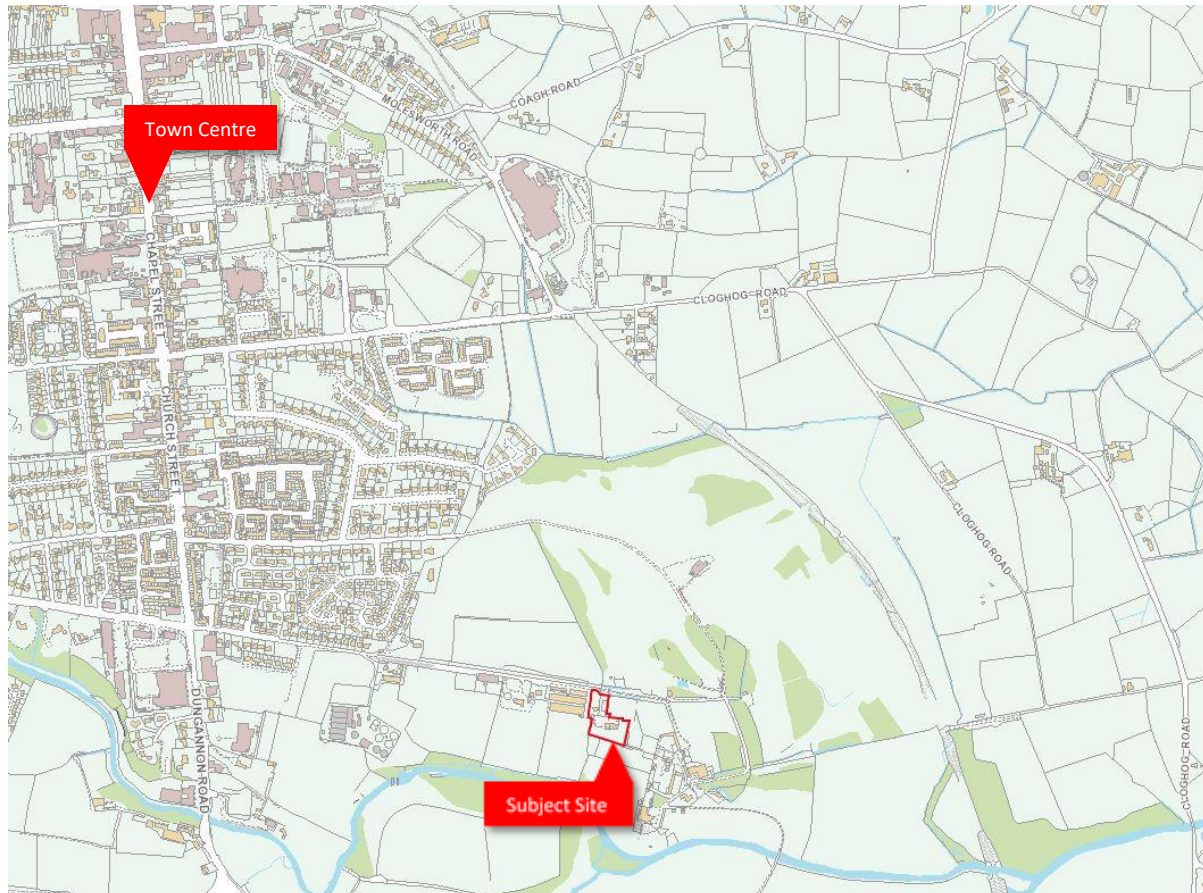 COAGH ROAD
MOLESWORTH ROAD
Town Centre
CHAPEL STREET
CLOGHOG ROAD
CHURCH STREET
CLOGHOG ROAD
DUNGANNON ROAD
CLOGHOG ROAD
Subject Site